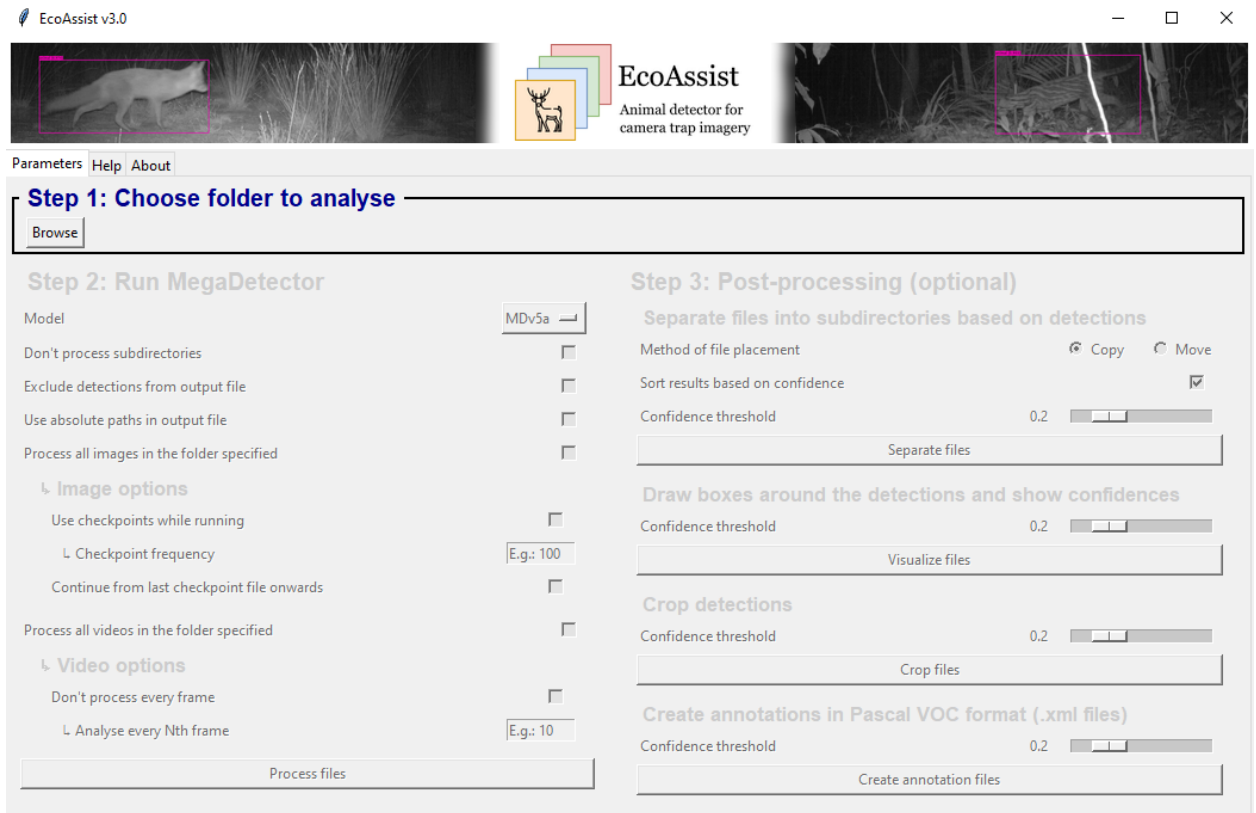 EcoAssist v3.0
EcoAssist
Animal detector for
camera trap imagery
Parameters Help About
Step 1: Choose folder to analyse
Browse
Step 2: Run MegaDetector
Model MDv5a
Don't process subdirectories
Exclude detections from output file
Use absolute paths in output file
Process all images in the folder specified
↳ Image options
Use checkpoints while running
↳ Checkpoint frequency E.g.: 100
Continue from last checkpoint file onwards
Process all videos in the folder specified
↳ Video options
Don't process every frame
↳ Analyse every Nth frame E.g.: 10
Process files
Step 3: Post-processing (optional)
Separate files into subdirectories based on detections
Method of file placement Copy Move
Sort results based on confidence
Confidence threshold 0.2
Separate files
Draw boxes around the detections and show confidences
Confidence threshold 0.2
Visualize files
Crop detections
Confidence threshold 0.2
Crop files
Create annotations in Pascal VOC format (.xml files)
Confidence threshold 0.2
Create annotation files